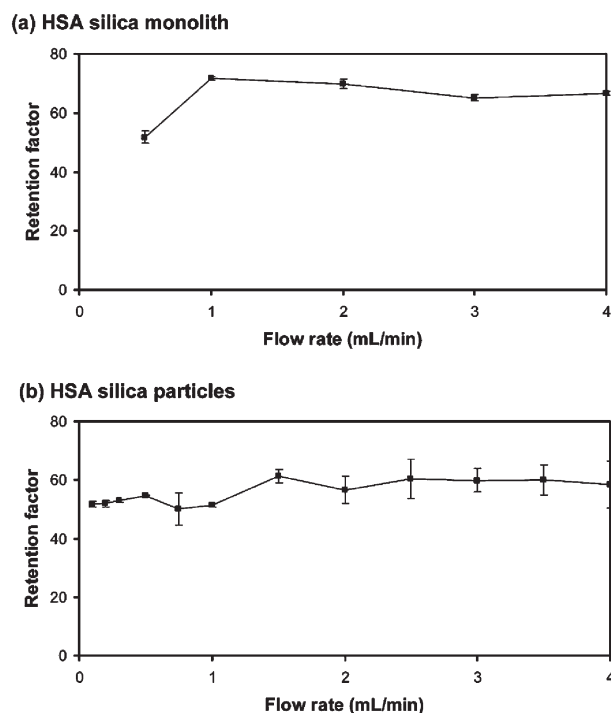 (a) HSA silica monolith
80
60
40
20
0
Retention factor
0 1 2 3 4
Flow rate (mL/min)
(b) HSA silica particles
80
60
40
20
0
Retention factor
0 1 2 3 4
Flow rate (mL/min)